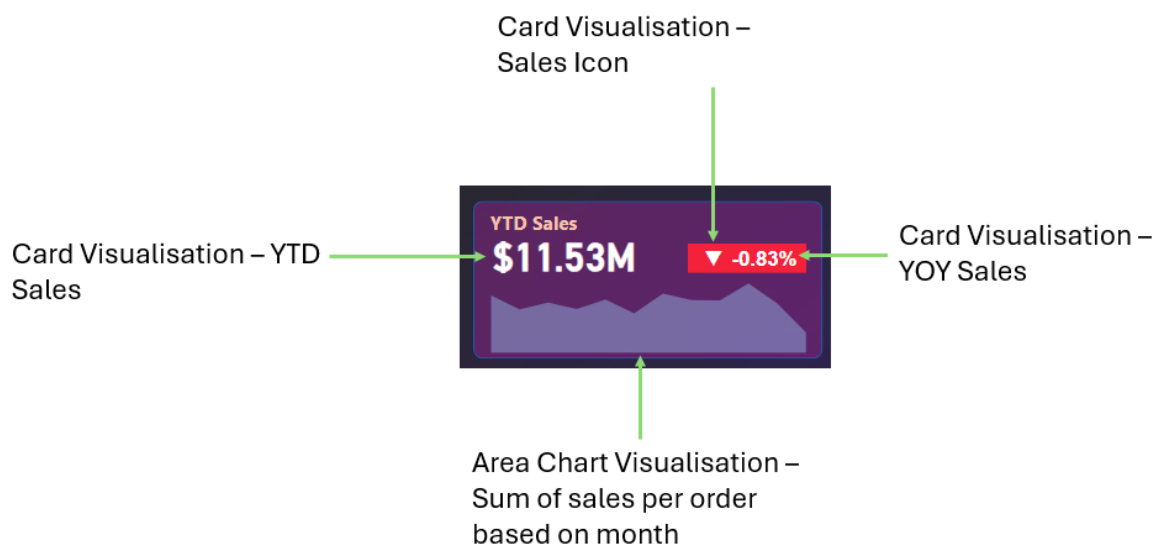 Card Visualisation –
Sales Icon
YTD Sales
$11.53M
▼ -0.83%
Card Visualisation – YTD
Sales
Card Visualisation –
YOY Sales
Area Chart Visualisation –
Sum of sales per order
based on month